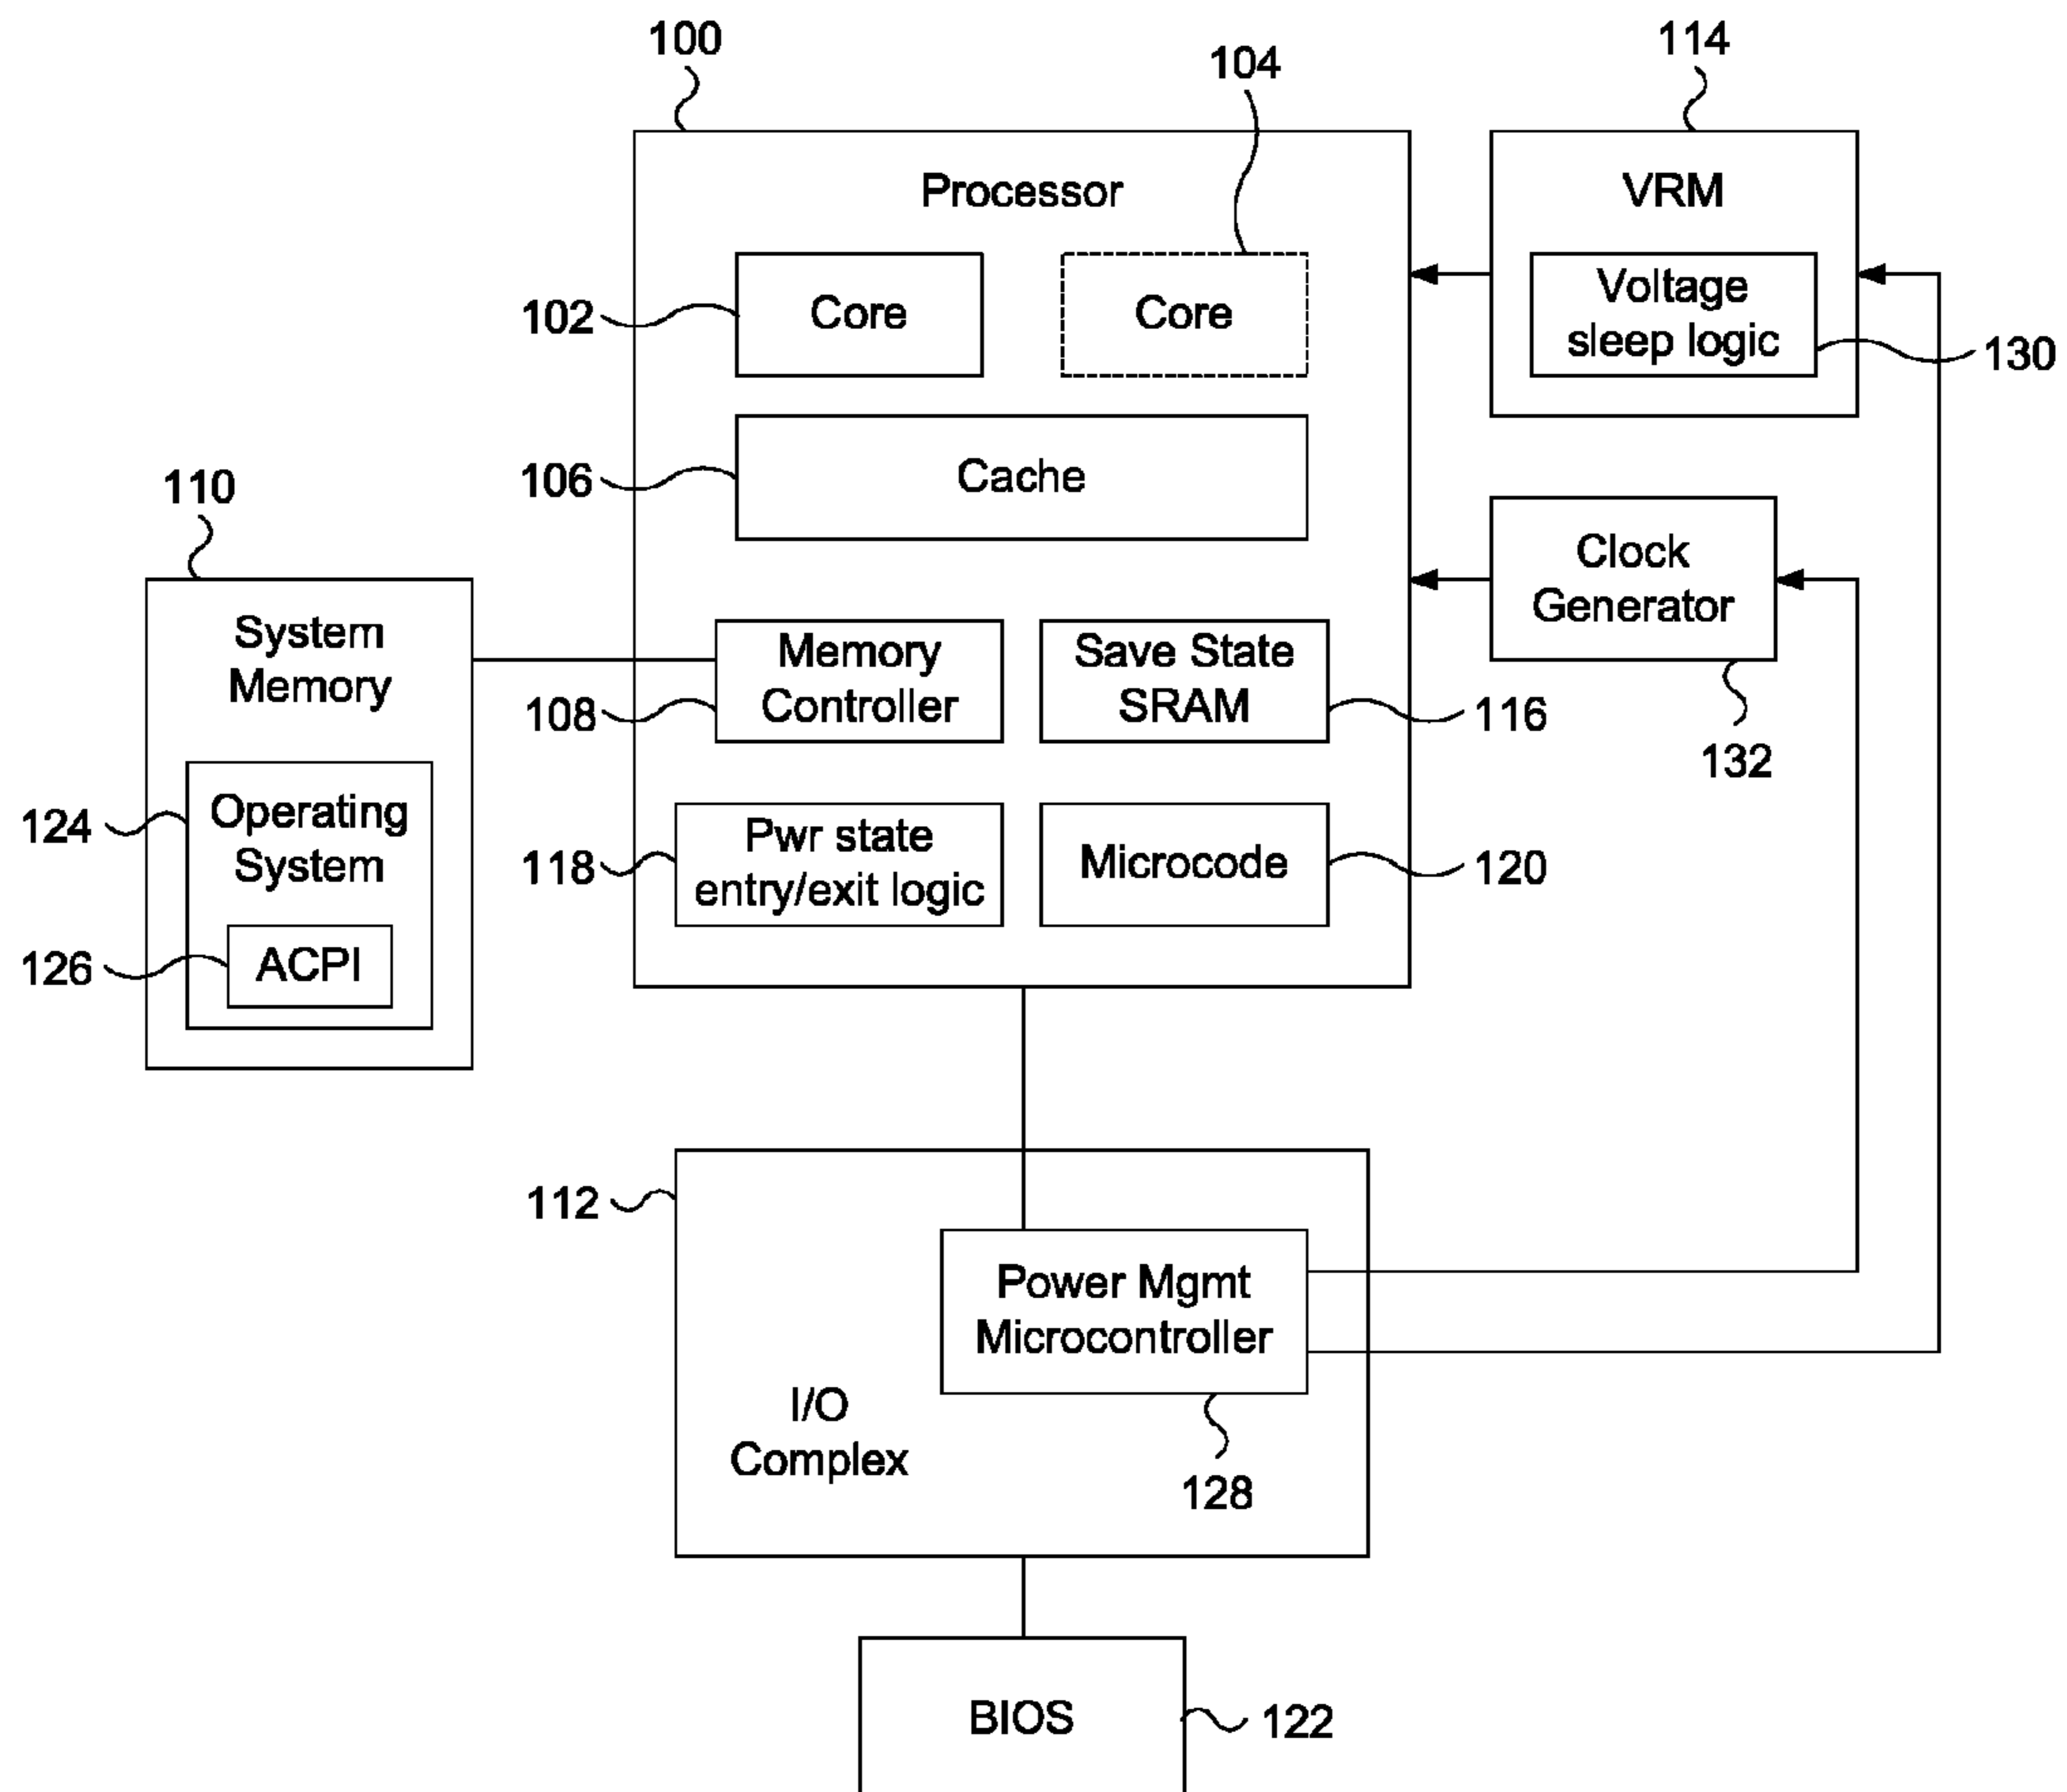 100
104
114
Processor
VRM
102
Core
Core
Voltage
sleep logic
130
106
Cache
110
Clock
Generator
132
System
Memory
Memory
Controller
108
Save State
SRAM
116
124
Operating
System
118
Pwr state
entry/exit logic
Microcode
120
126
ACPI
112
Power Mgmt
Microcontroller
I/O
Complex
128
BIOS
122